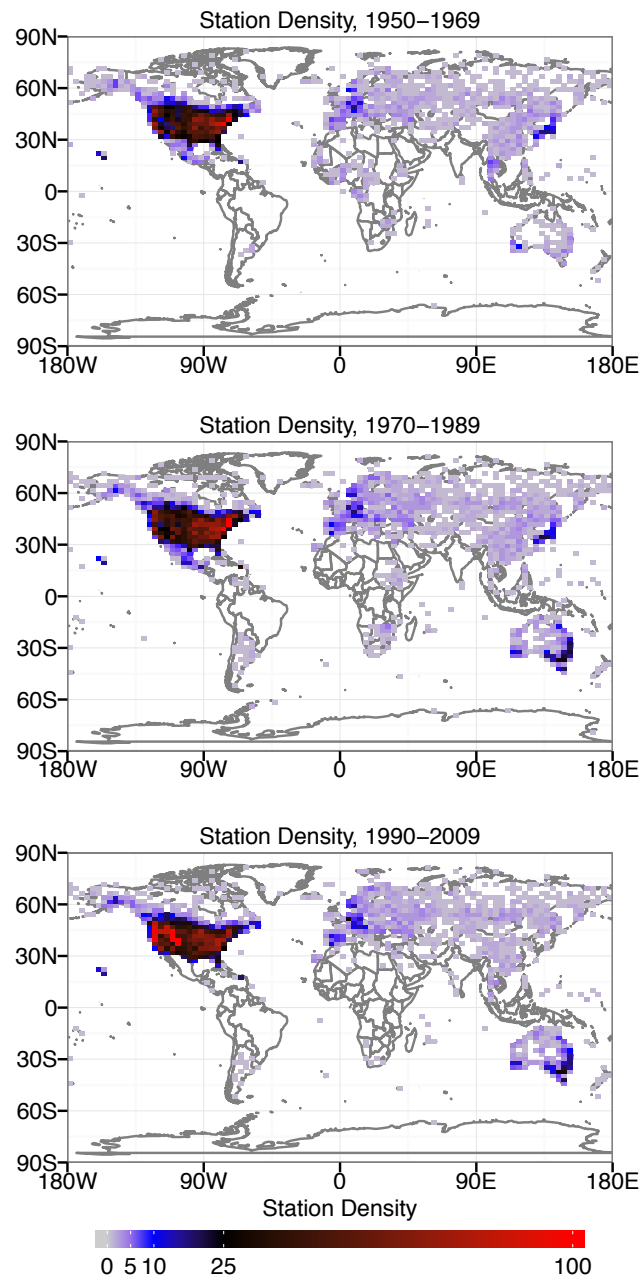 Station Density, 1950−1969
90N
60N
30N
0
30S
60S
90S
180W 90W 0 90E 180E
Station Density, 1970−1989
90N
60N
30N
0
30S
60S
90S
180W 90W 0 90E 180E
Station Density, 1990−2009
90N
60N
30N
0
30S
60S
90S
180W 90W 0 90E 180E
Station Density
0 5 10 25 100